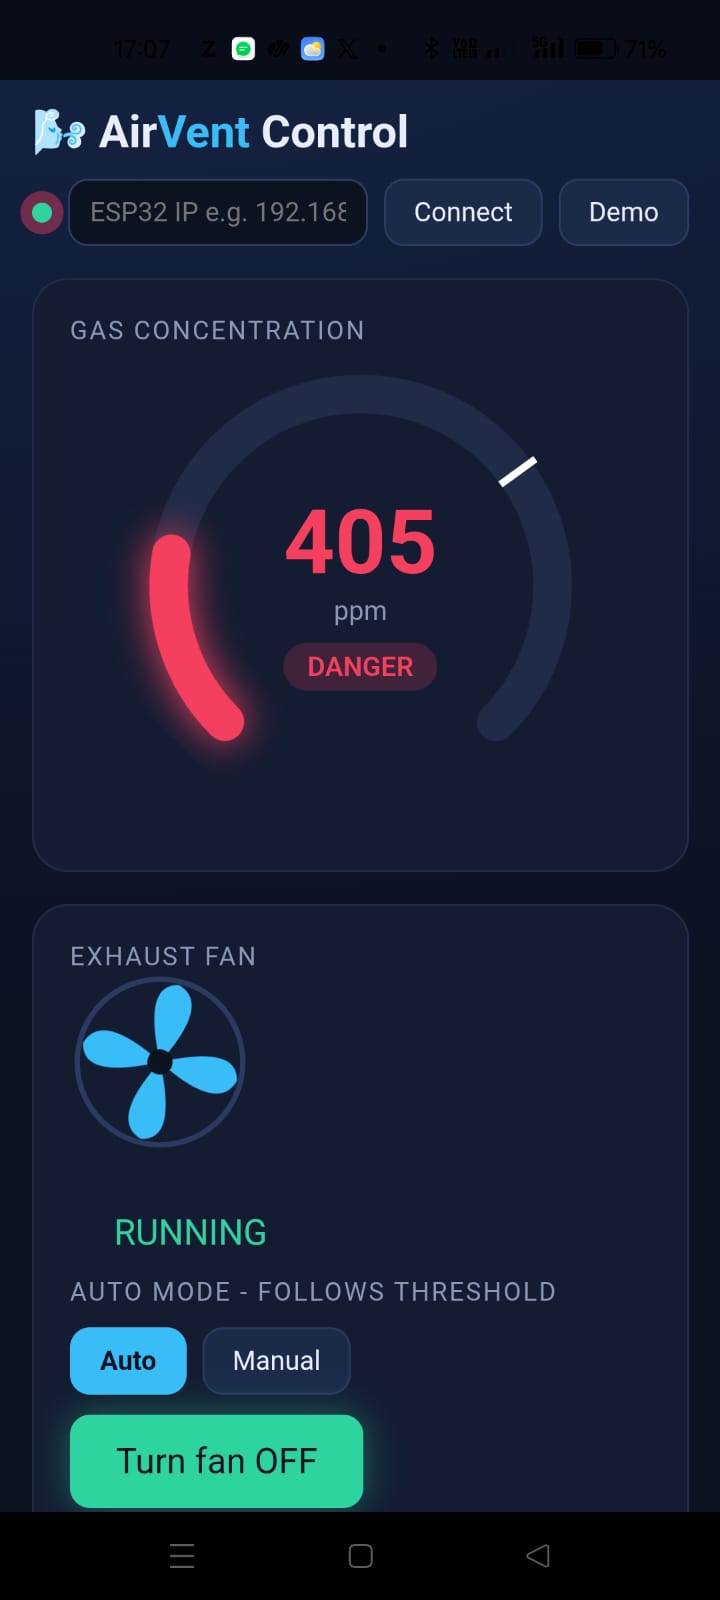 17:07 Z 71%
AirVent Control
ESP32 IP e.g. 192.168 Connect Demo
GAS CONCENTRATION
405
ppm
DANGER
EXHAUST FAN
RUNNING
AUTO MODE - FOLLOWS THRESHOLD
Auto Manual
Turn fan OFF